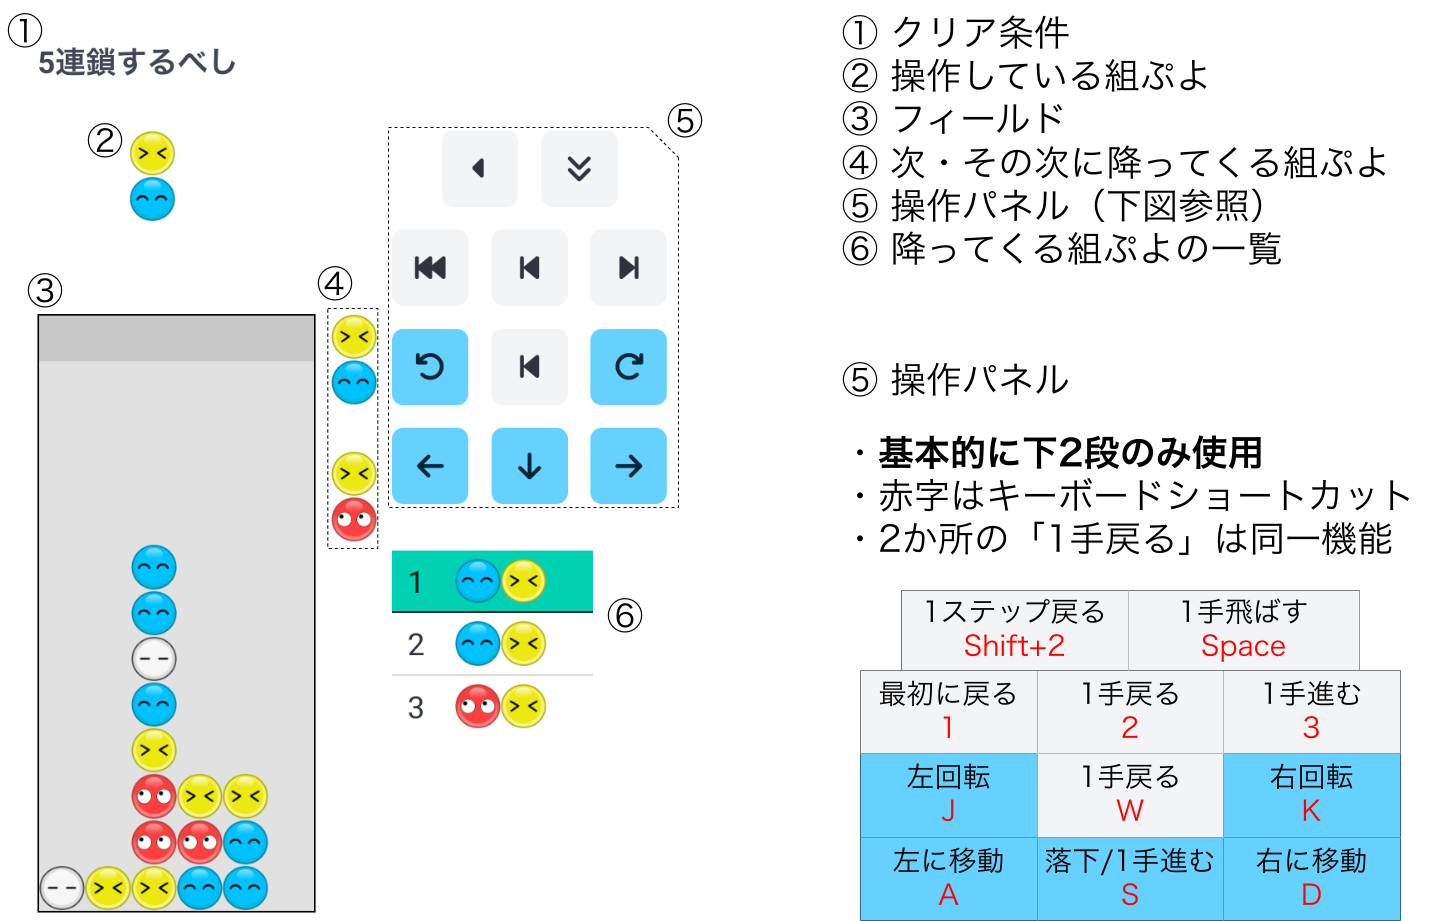 ①
5連鎖するべし
②
③
④
⑤
1
2
3
⑥
① クリア条件
② 操作している組ぷよ
③ フィールド
④ 次・その次に降ってくる組ぷよ
⑤ 操作パネル（下図参照）
⑥ 降ってくる組ぷよの一覧
⑤ 操作パネル
・基本的に下2段のみ使用
・赤字はキーボードショートカット
・2か所の「1手戻る」は同一機能
1ステップ戻る
Shift+2
1手飛ばす
Space
最初に戻る
1
1手戻る
2
1手進む
3
左回転
J
1手戻る
W
右回転
K
左に移動
A
落下/1手進む
S
右に移動
D